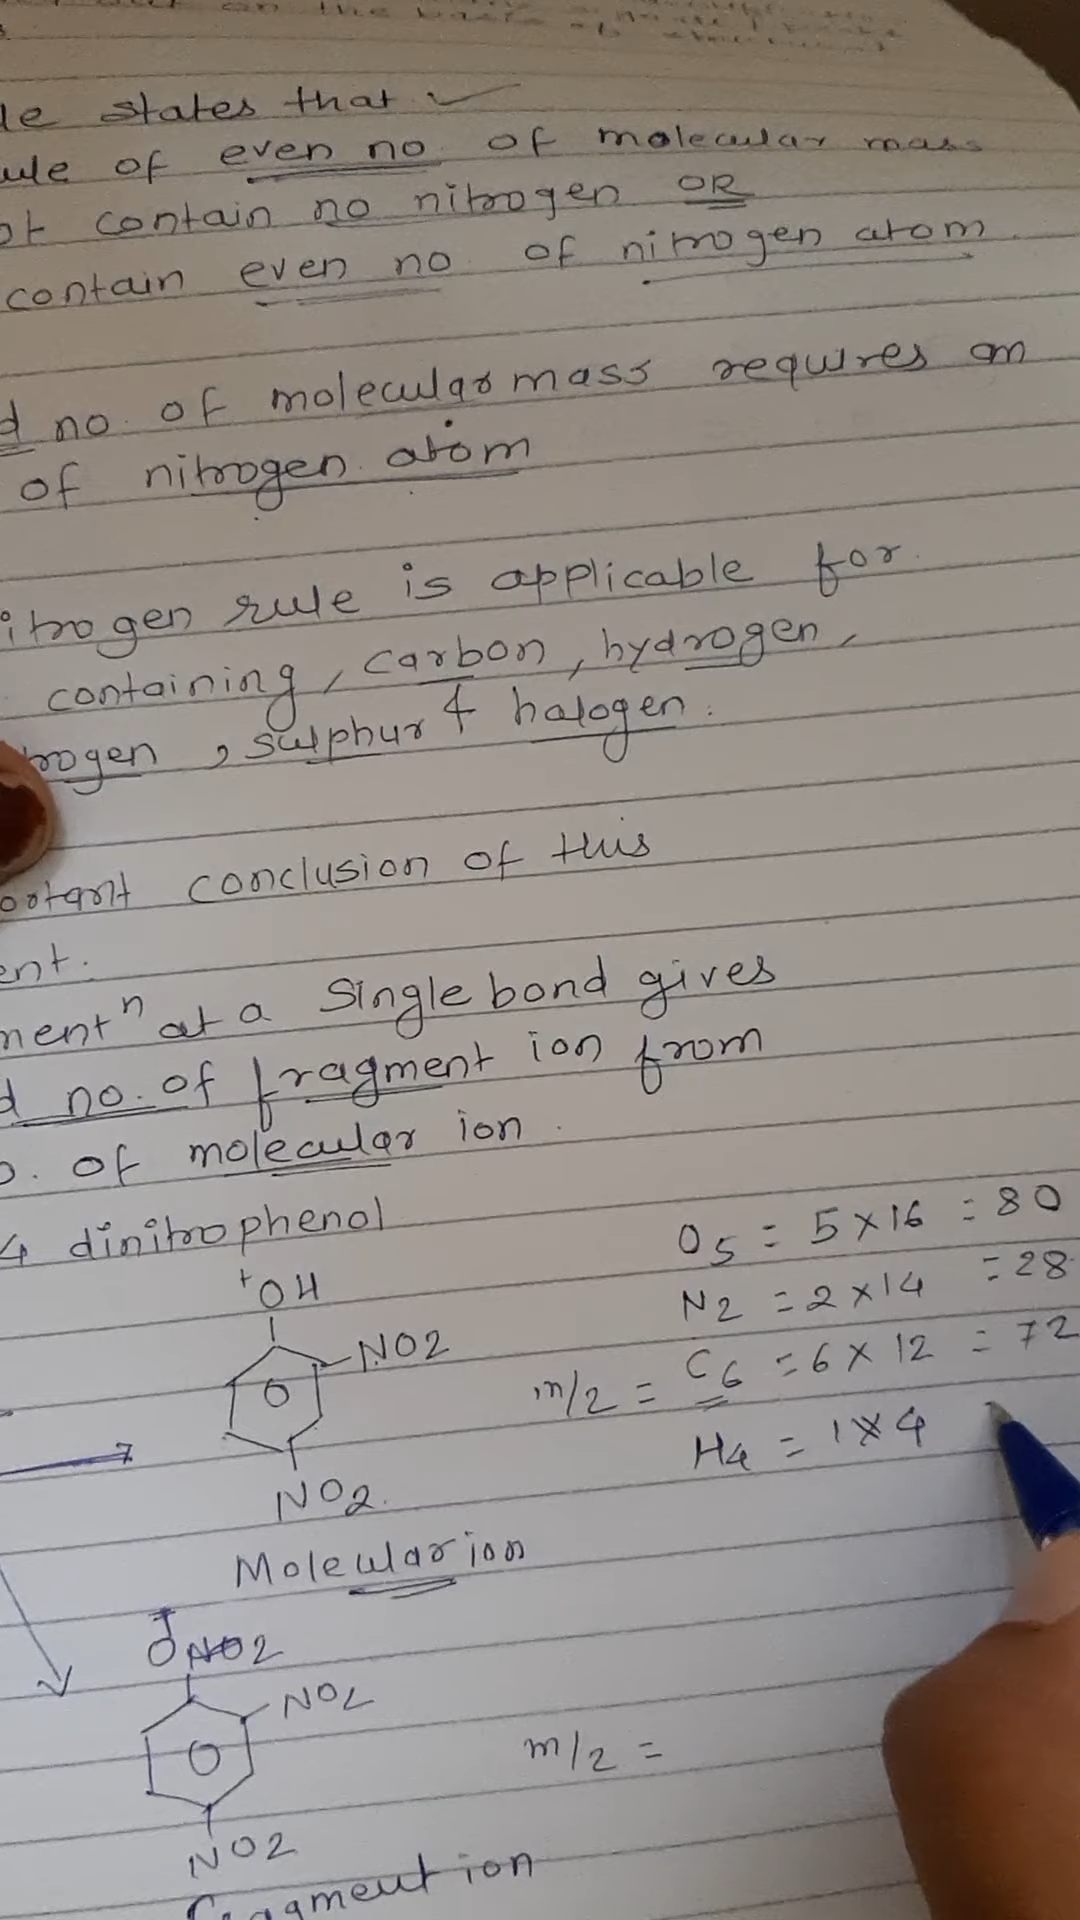 le states that
ule of even no of molecular mass
ot contain no nitrogen OR
contain even no of nitrogen atom
d no. of molecular mass requires an
of nitrogen atom
itrogen rule is applicable for
containing, carbon, hydrogen,
rogen, sulphur & halogen.
ortant conclusion of this
ent.
mentⁿ at a Single bond gives
d no. of fragment ion from
o. of molecular ion.
4 dinitrophenol
O5 = 5×16 = 80
+OH
N2 = 2×14 = 28
NO2
m/z = C6 = 6×12 = 72
H4 = 1×4
NO2.
Molecular ion
NO2
m/z =
NO2
fragment ion